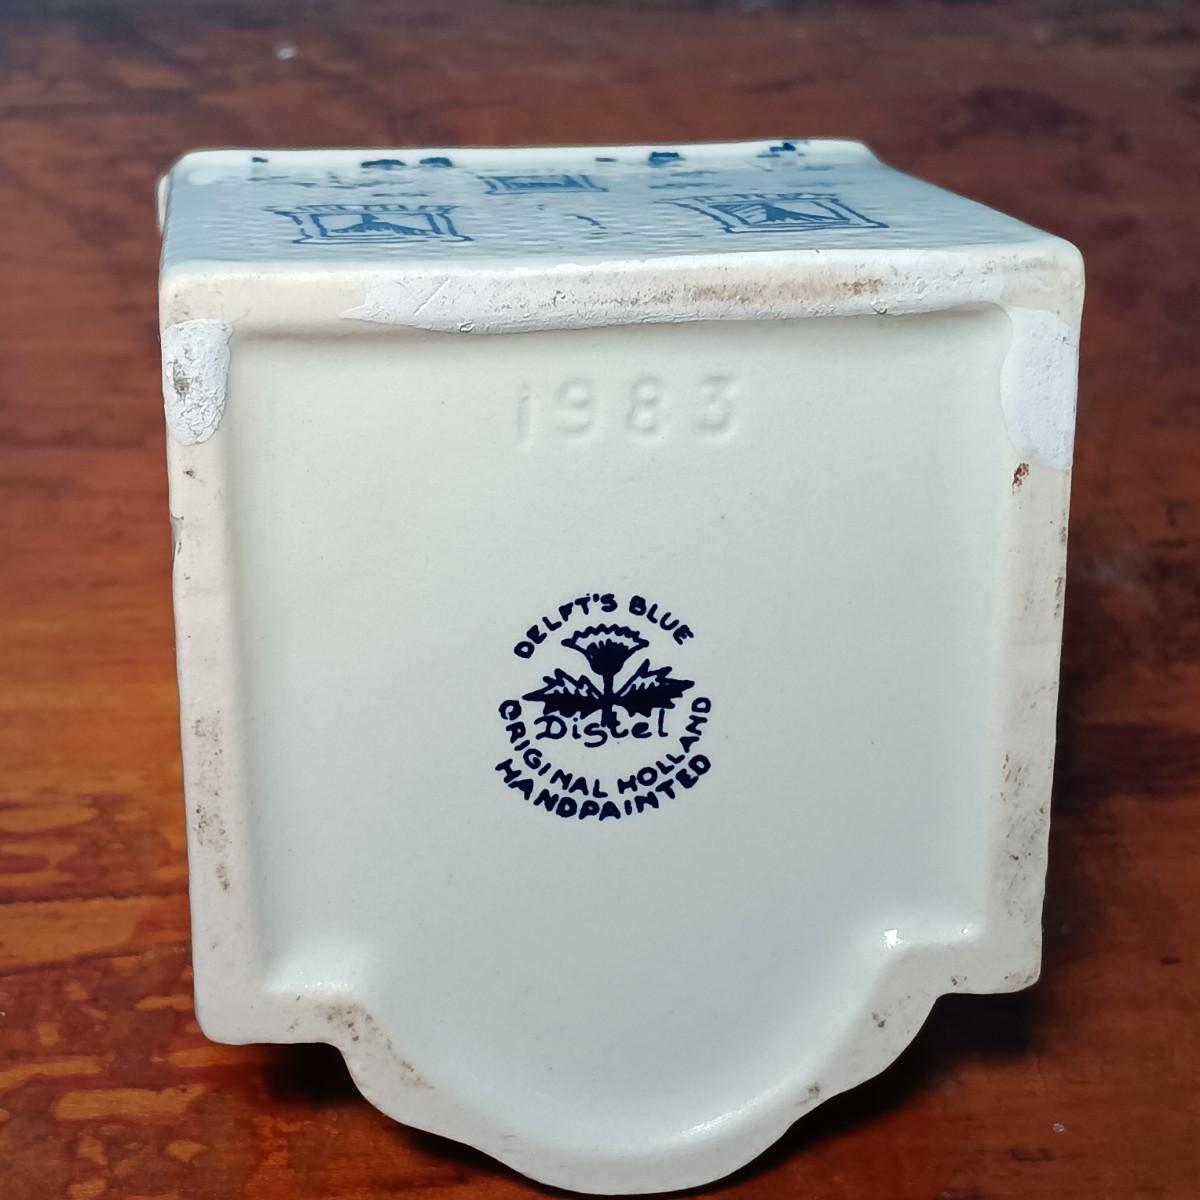 1983
DELFT'S BLUE
Distel
ORIGINAL HOLLAND
HANDPAINTED